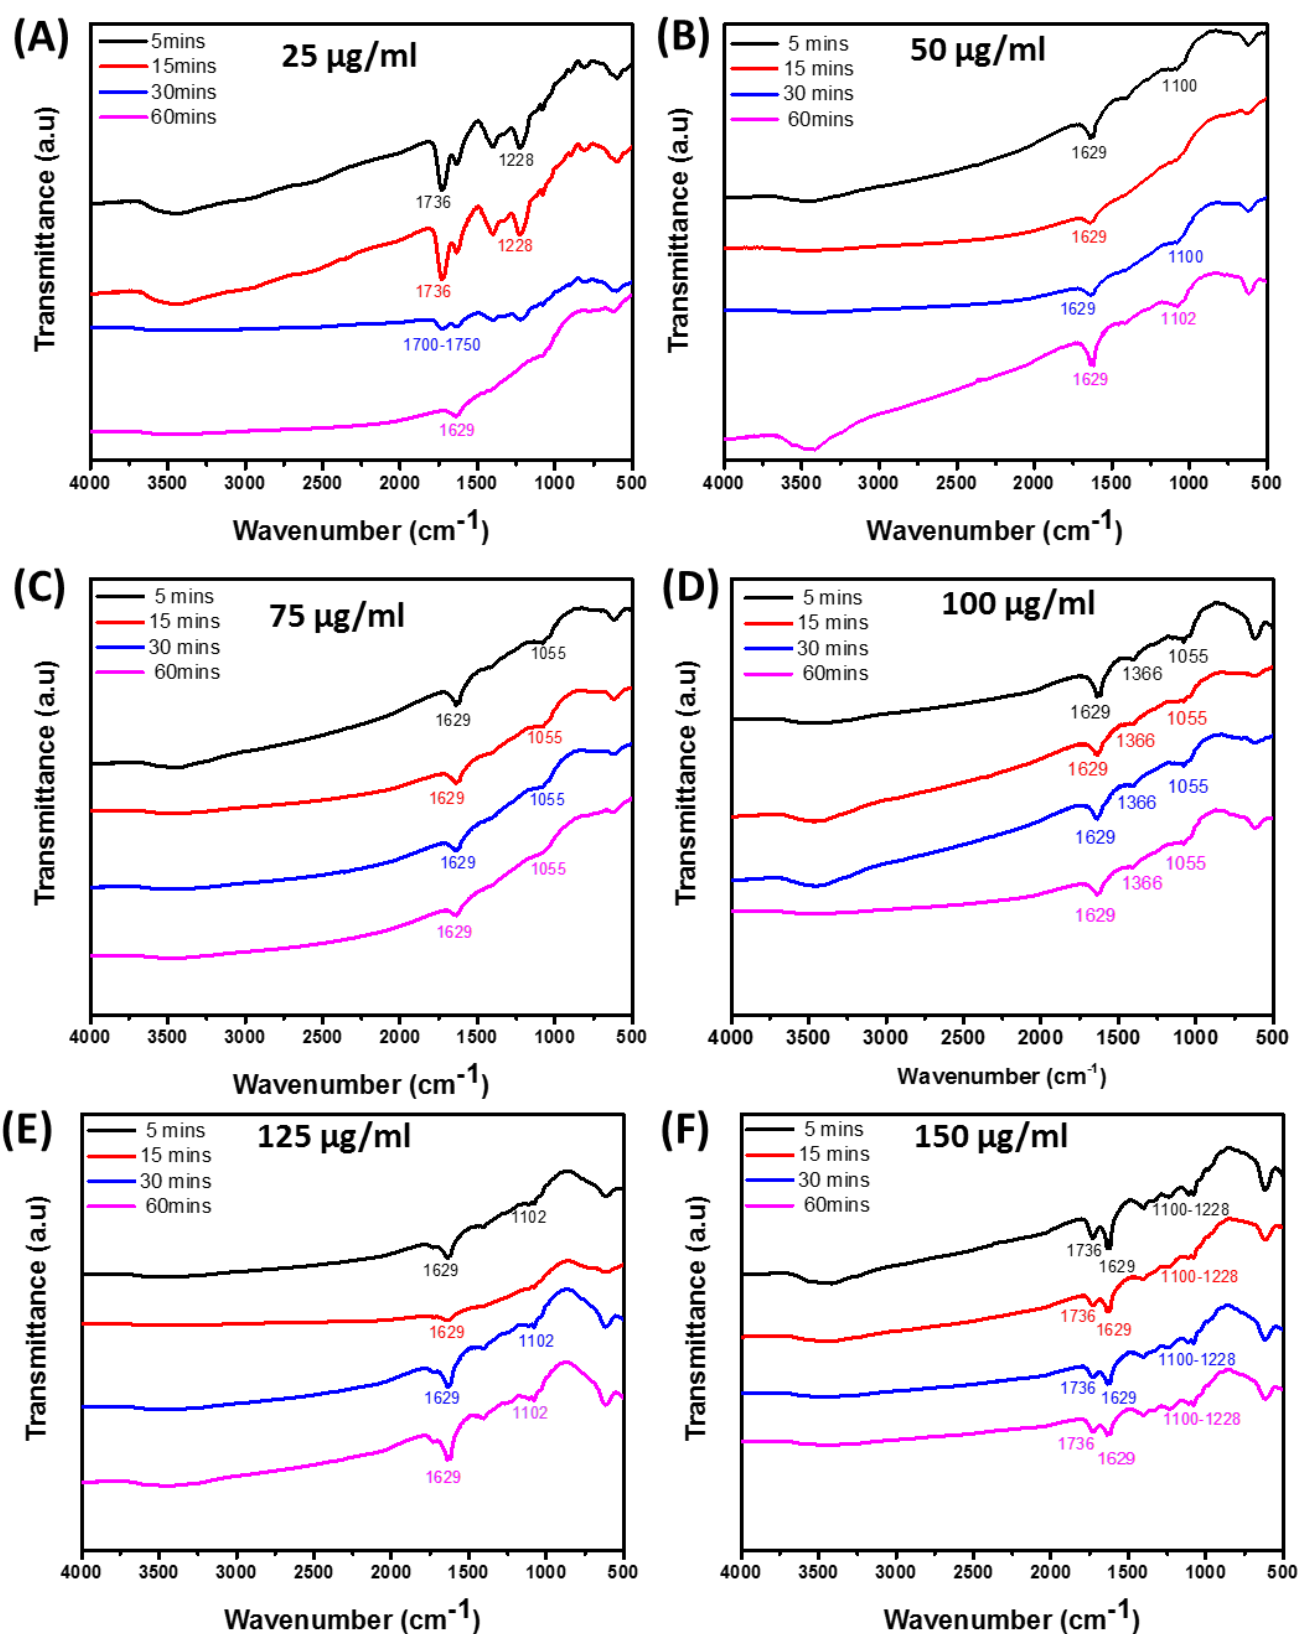 (A)
25 µg/ml
5mins
15mins
30mins
60mins
1736
1228
1736
1228
1700-1750
1629
Transmittance (a.u)
4000 3500 3000 2500 2000 1500 1000 500
Wavenumber (cm-1)
(B)
50 µg/ml
5 mins
15 mins
30 mins
60mins
1100
1629
1629
1100
1629
1102
1629
Transmittance (a.u)
4000 3500 3000 2500 2000 1500 1000 500
Wavenumber (cm-1)
(C)
75 µg/ml
5 mins
15 mins
30 mins
60mins
1055
1629
1055
1629
1055
1629
1055
1629
Transmittance (a.u)
4000 3500 3000 2500 2000 1500 1000 500
Wavenumber (cm-1)
(D)
100 µg/ml
5 mins
15 mins
30 mins
60mins
1055
1366
1629
1055
1366
1629
1055
1366
1629
1055
1366
1629
Transmittance (a.u)
4000 3500 3000 2500 2000 1500 1000 500
Wavenumber (cm-1)
(E)
125 µg/ml
5 mins
15 mins
30 mins
60mins
1102
1629
1629
1102
1629
1102
1629
Transmittance (a.u)
4000 3500 3000 2500 2000 1500 1000 500
Wavenumber (cm-1)
(F)
150 µg/ml
5 mins
15 mins
30 mins
60mins
1100-1228
1736
1629
1100-1228
1736
1629
1100-1228
1736
1629
1100-1228
1736
1629
Transmittance (a.u)
4000 3500 3000 2500 2000 1500 1000 500
Wavenumber (cm-1)